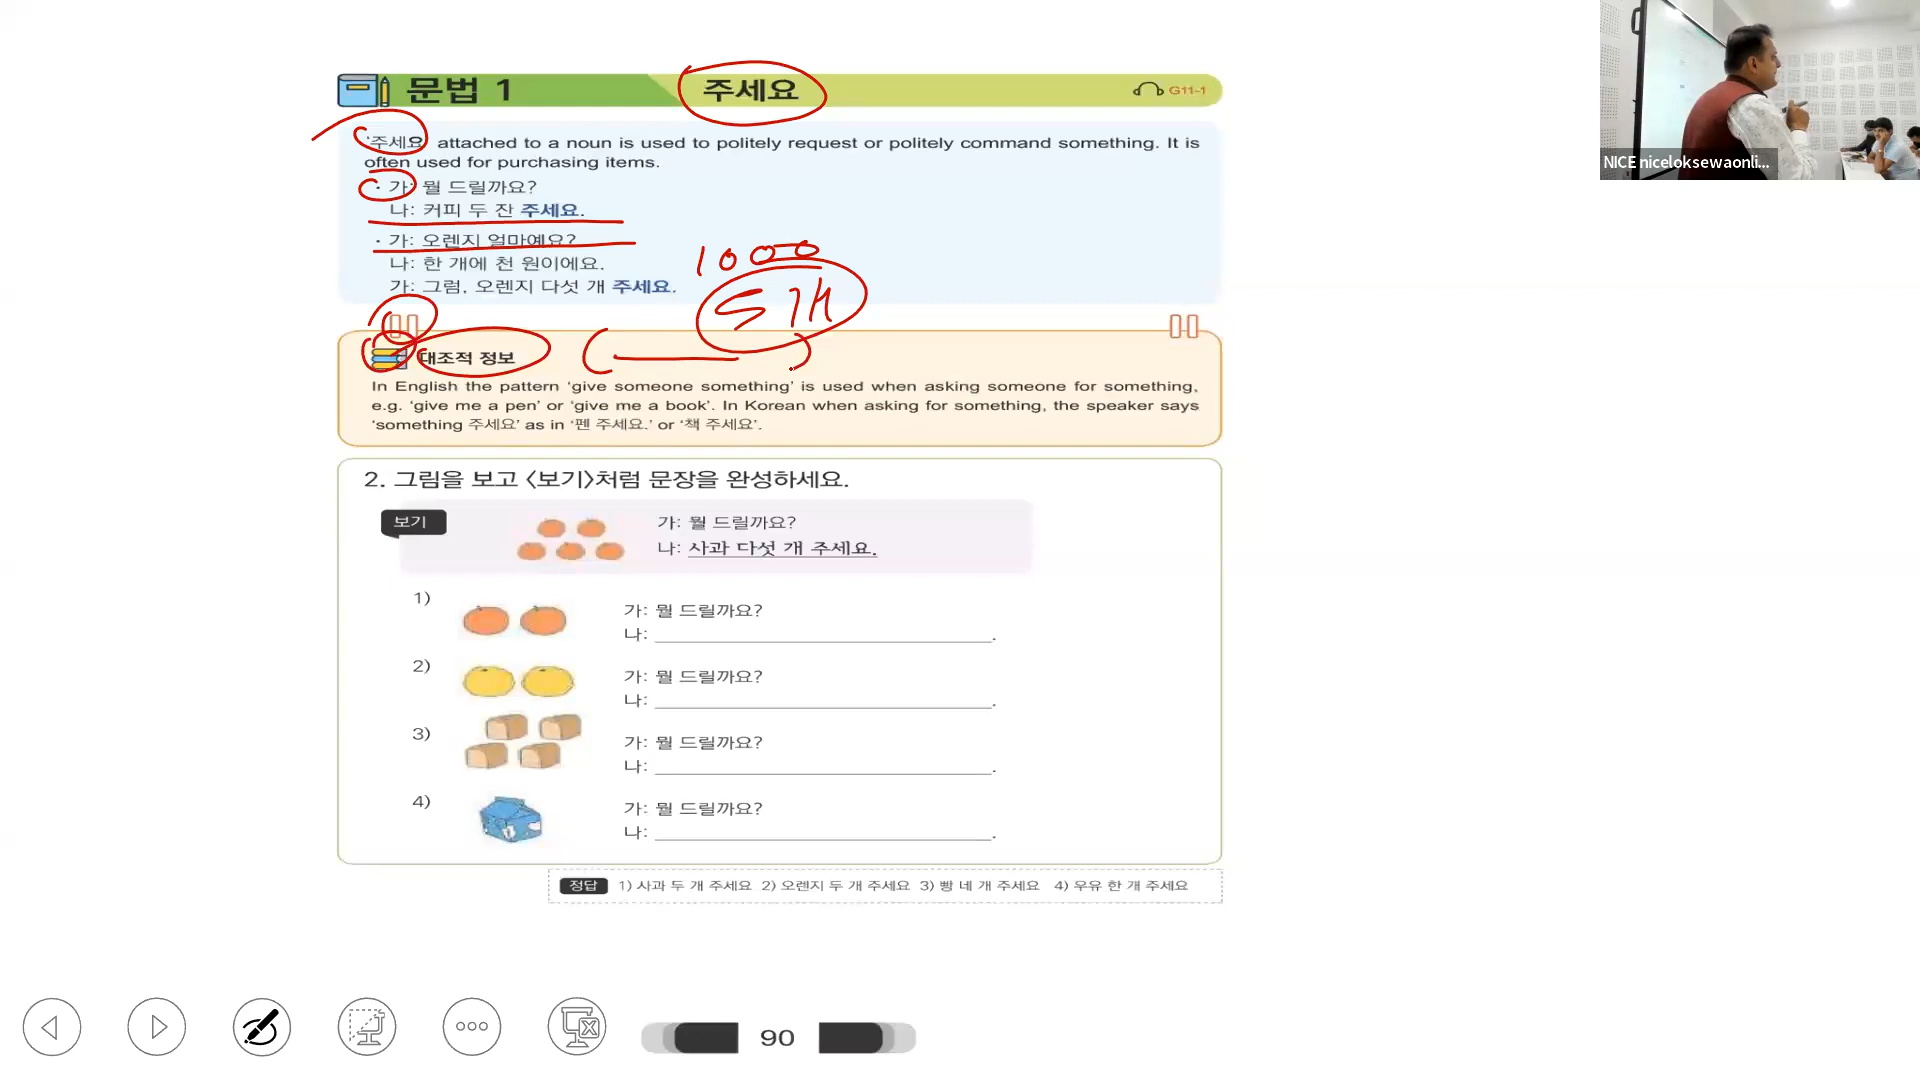 문법 1
주세요
G11-1
'주세요' attached to a noun is used to politely request or politely command something. It is
often used for purchasing items.
· 가: 뭘 드릴까요?
나: 커피 두 잔 주세요.
· 가: 오렌지 얼마예요?
나: 한 개에 천 원이에요.
가: 그럼, 오렌지 다섯 개 주세요.
1000
5 개
대조적 정보
In English the pattern ‘give someone something’ is used when asking someone for something,
e.g. ‘give me a pen’ or ‘give me a book’. In Korean when asking for something, the speaker says
‘something 주세요’ as in ‘펜 주세요.’ or ‘책 주세요’.
2. 그림을 보고 <보기>처럼 문장을 완성하세요.
보기
가: 뭘 드릴까요?
나: 사과 다섯 개 주세요.
1)
가: 뭘 드릴까요?
나: .
2)
가: 뭘 드릴까요?
나: .
3)
가: 뭘 드릴까요?
나: .
4)
가: 뭘 드릴까요?
나: .
정답 1) 사과 두 개 주세요 2) 오렌지 두 개 주세요 3) 빵 네 개 주세요 4) 우유 한 개 주세요
90
NICE niceloksewaonli...